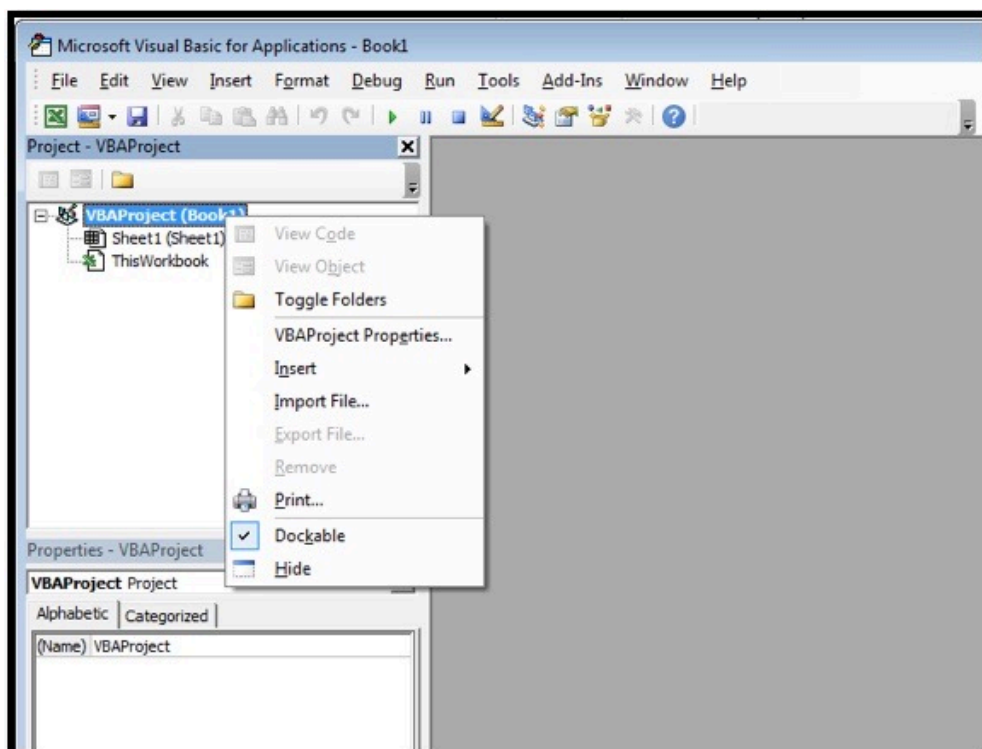 Microsoft Visual Basic for Applications - Book1
File Edit View Insert Format Debug Run Tools Add-Ins Window Help
Project - VBAProject
VBAProject (Book1)
Sheet1 (Sheet1)
ThisWorkbook
View Code
View Object
Toggle Folders
VBAProject Properties...
Insert
Import File...
Export File...
Remove
Print...
Dockable
Hide
Properties - VBAProject
VBAProject Project
Alphabetic Categorized
(Name) VBAProject